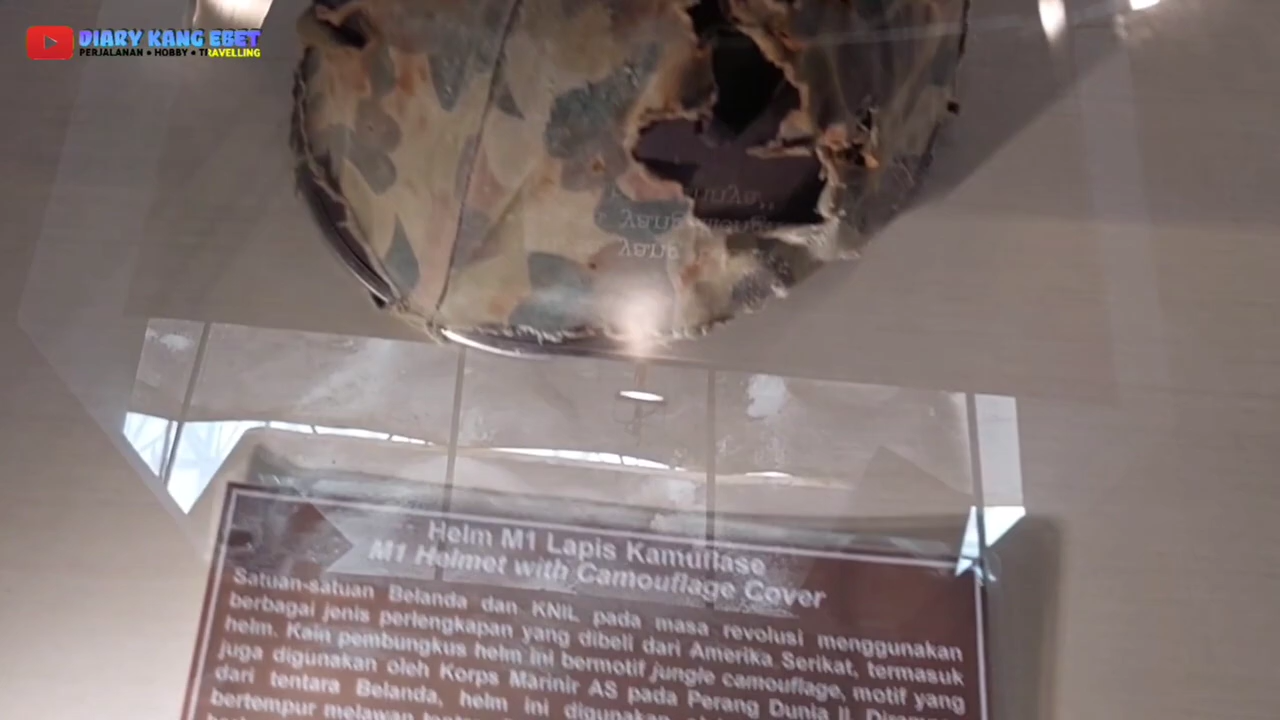 DIARY KANG EBET
PERJALANAN • HOBBY • TRAVELLING
Helm M1 Lapis Kamuflase
M1 Helmet with Camouflage Cover
Satuan-satuan Belanda dan KNIL pada masa revolusi menggunakan
berbagai jenis perlengkapan yang dibeli dari Amerika Serikat, termasuk
helm. Kain pembungkus helm ini bermotif jungle camouflage, motif yang
juga digunakan oleh Korps Marinir AS pada Perang Dunia II.
dari tentara Belanda, helm ini digunakan
bertempur melawan